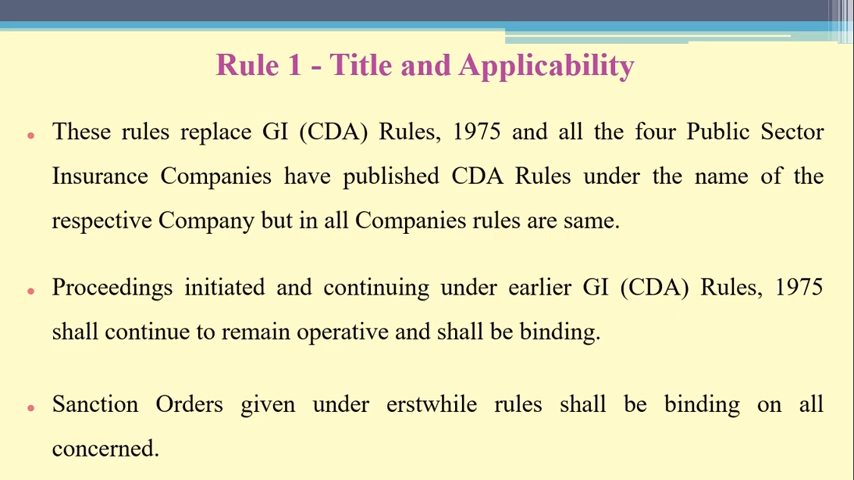 Rule 1 - Title and Applicability
These rules replace GI (CDA) Rules, 1975 and all the four Public Sector
Insurance Companies have published CDA Rules under the name of the
respective Company but in all Companies rules are same.
Proceedings initiated and continuing under earlier GI (CDA) Rules, 1975
shall continue to remain operative and shall be binding.
Sanction Orders given under erstwhile rules shall be binding on all
concerned.